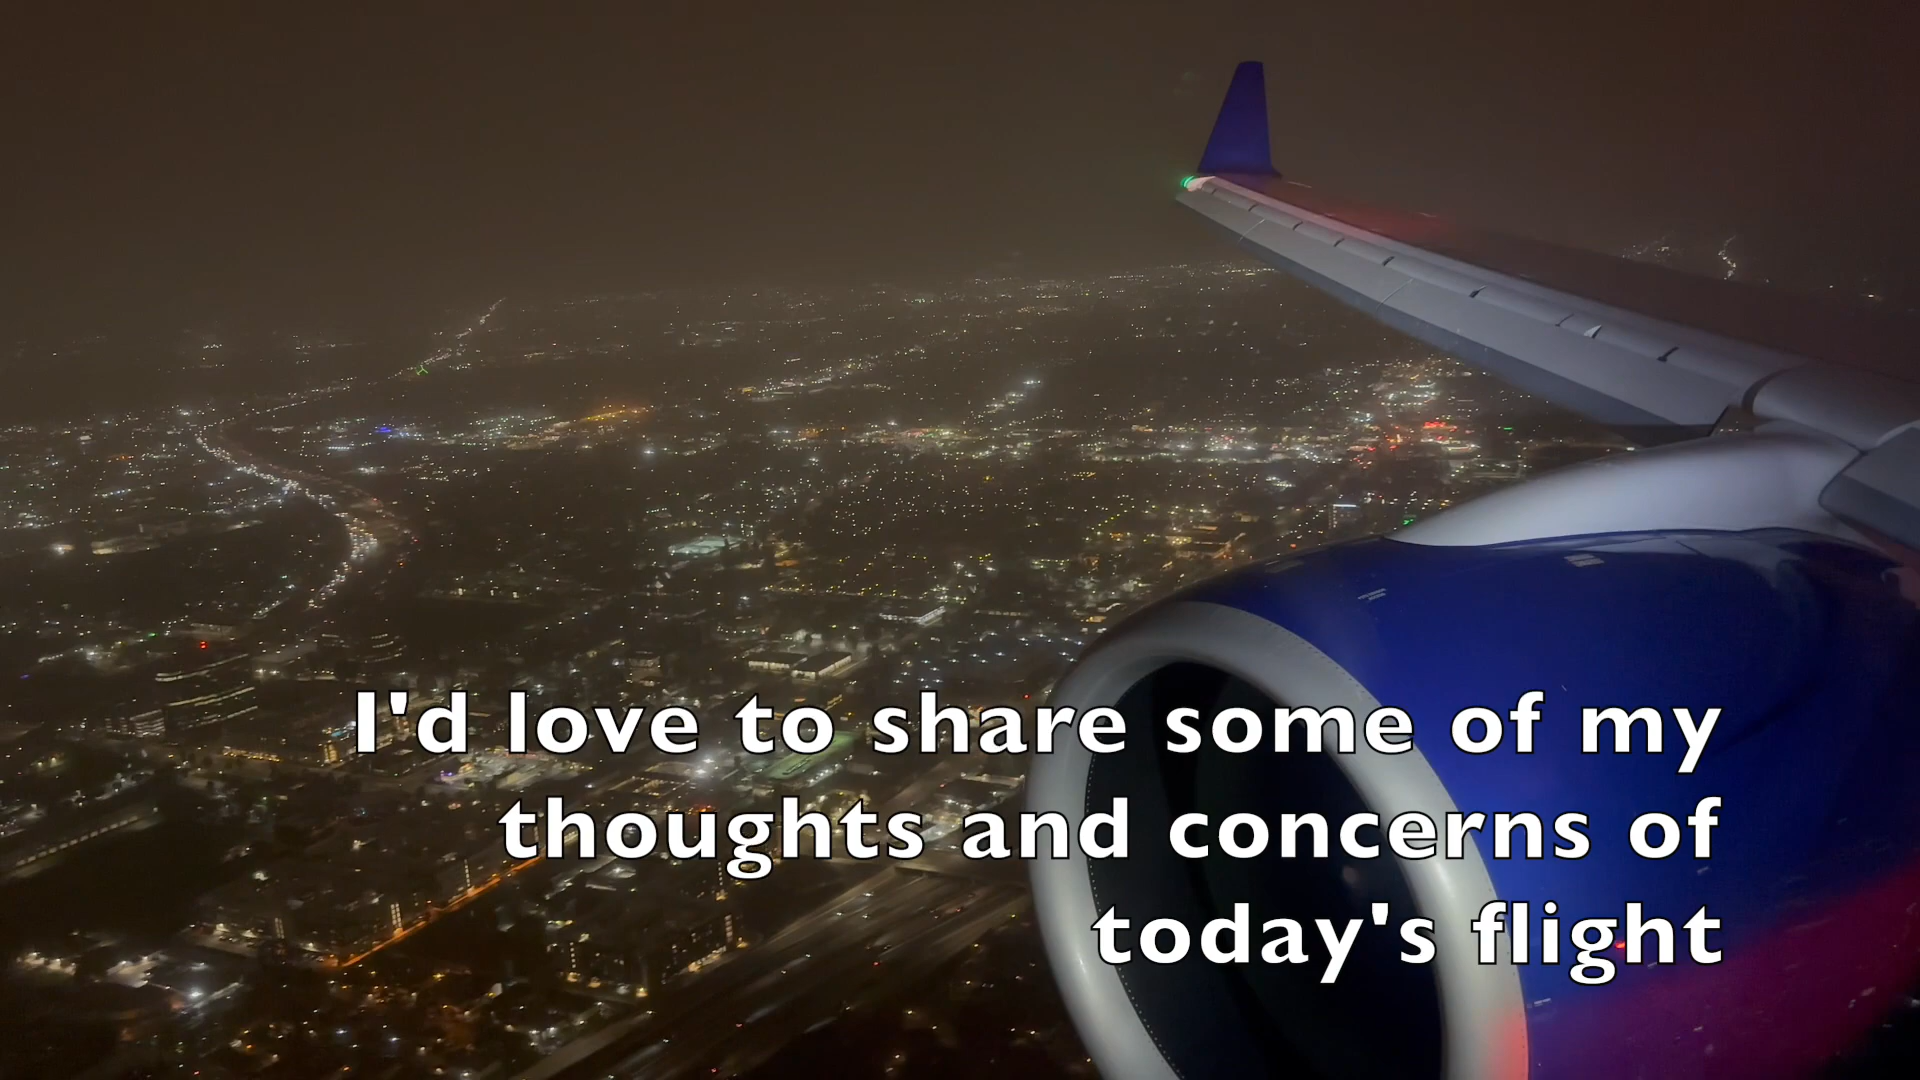 I'd love to share some of my
thoughts and concerns of
today's flight